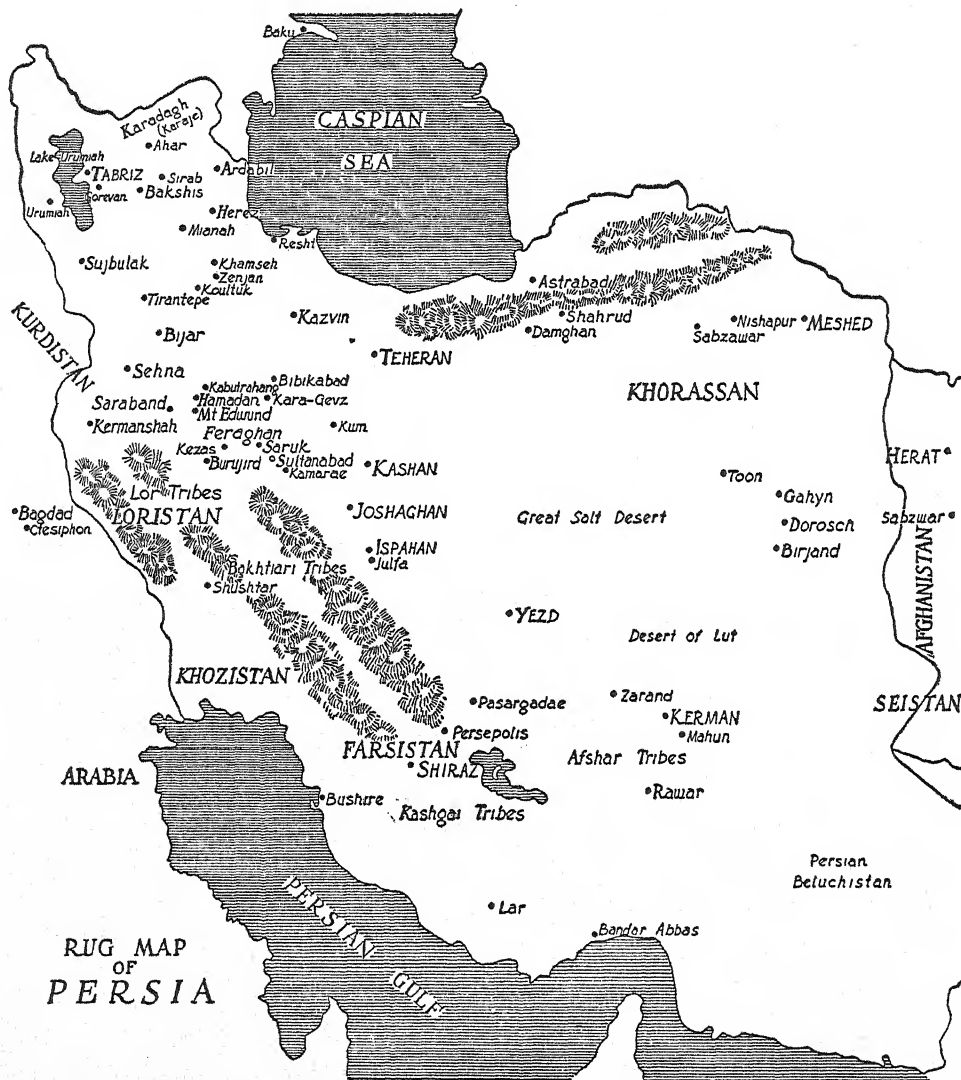 Baku
CASPIAN
SEA
Karadagh
(Karaje)
Ahar
Lake Urumiah
TABRIZ
Sirab
Ardabil
Gorevan
Bakshis
Urumiah
Herez
Mianah
Resht
Sujbulak
Khamseh
Zenjan
Koultuk
Tirantepe
Astrabad
Kazvin
Shahrud
Damghan
Nishapur
MESHED
Sabzawar
Bijar
TEHERAN
KURDISTAN
Sehna
Bibikabad
Kabutrahang
Hamadan
Kara-Gevz
KHORASSAN
Saraband
Mt Edwund
Kermanshah
Feraghan
Kum
Kezas
Saruk
Burujird
Sultanabad
Kamarae
KASHAN
HERAT
Toon
Lor Tribes
LORISTAN
Gahyn
Bagdad
Ctesiphon
JOSHAGHAN
Great Salt Desert
Dorosch
Sabzwar
ISPAHAN
Julfa
Birjand
Bakhtiari Tribes
Shushtar
AFGHANISTAN
YEZD
Desert of Lut
KHOZISTAN
Pasargadae
Zarand
SEISTAN
KERMAN
Persepolis
Mahun
FARSISTAN
SHIRAZ
Afshar Tribes
ARABIA
Bushire
Kashgai Tribes
Rawar
Persian
Beluchistan
PERSIAN GULF
Lar
Bandar Abbas
RUG MAP
OF
PERSIA